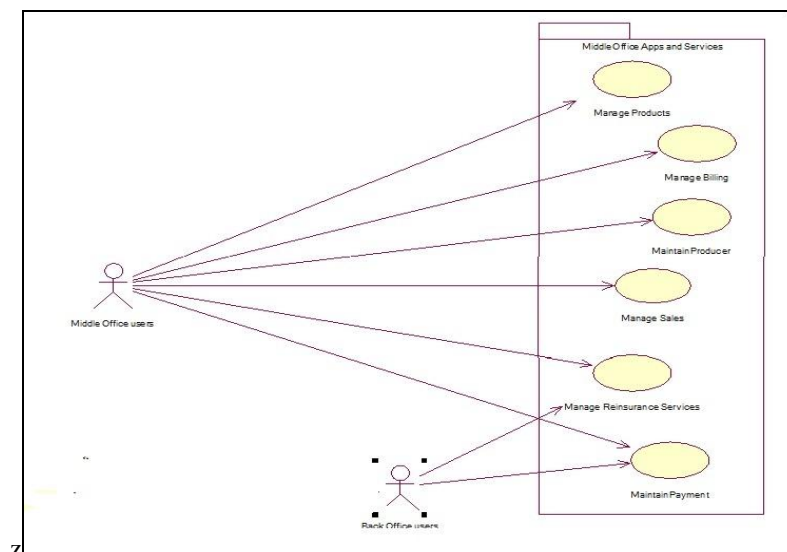 Middle Office Apps and Services
Manage Products
Manage Billing
Maintain Producer
Manage Sales
Middle Office users
Manage Reinsurance Services
Maintain Payment
Back Office users
z